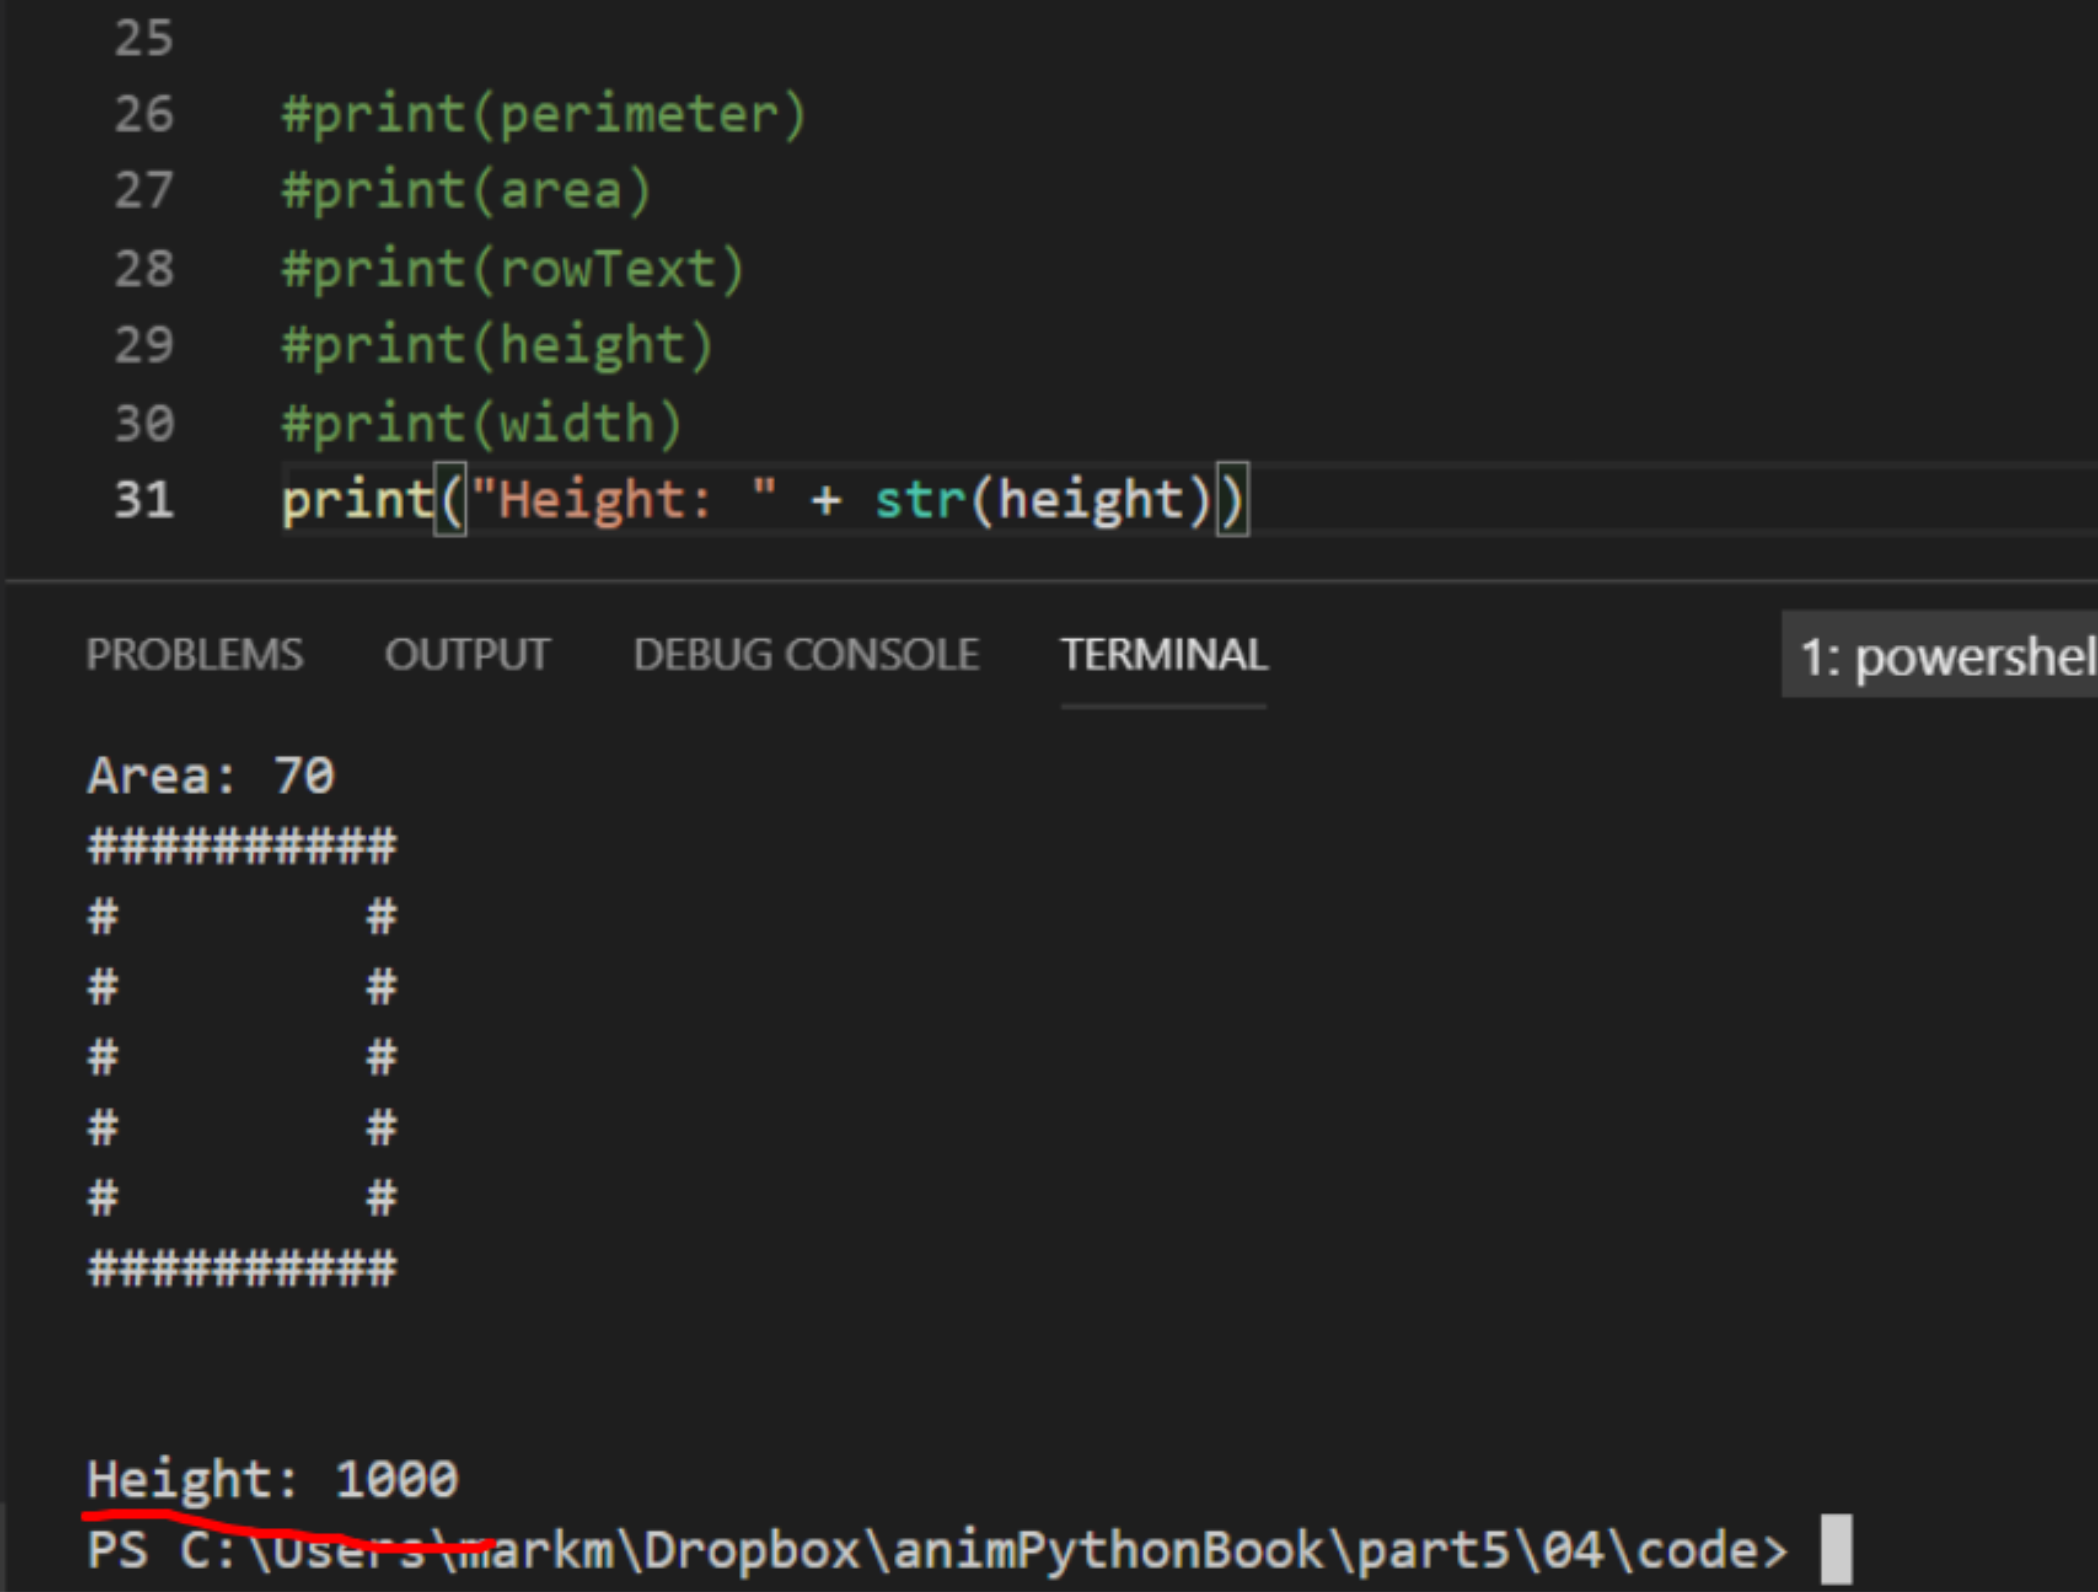 25
26 #print(perimeter)
27 #print(area)
28 #print(rowText)
29 #print(height)
30 #print(width)
31 print("Height: " + str(height))
PROBLEMS OUTPUT DEBUG CONSOLE TERMINAL 1: powershel
Area: 70
##########
#        #
#        #
#        #
#        #
#        #
##########
Height: 1000
PS C:\Users\markm\Dropbox\animPythonBook\part5\04\code>